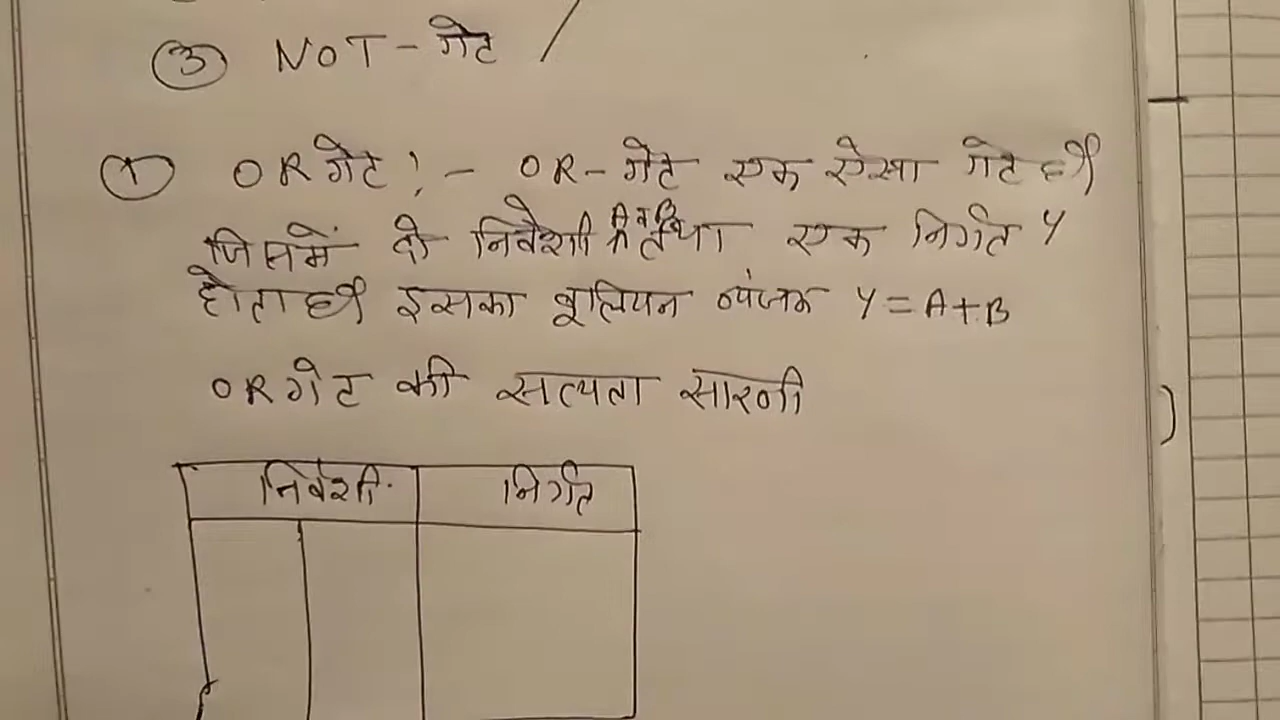 ③ NOT - गेट
① OR गेट :- OR - गेट एक ऐसा गेट है
जिसमें दो निवेशी A व B तथा एक निर्गत Y
होता है इसका बूलियन व्यंजक Y = A + B
OR गेट की सत्यता सारणी
निवेशी निर्गत